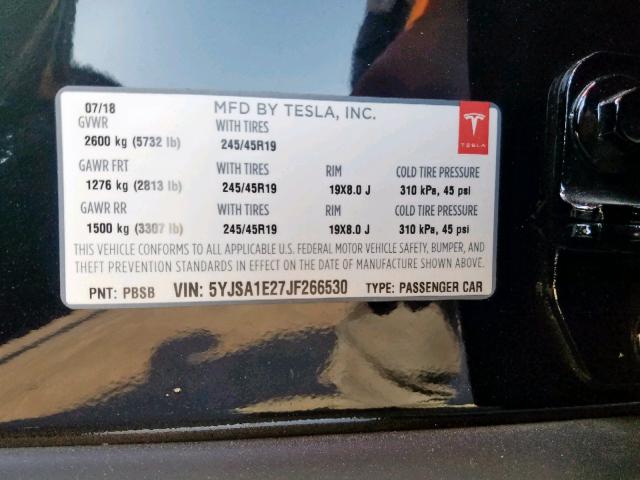 07/18 MFD BY TESLA, INC.
GVWR WITH TIRES
2600 kg (5732 lb) 245/45R19
TESLA
GAWR FRT WITH TIRES RIM COLD TIRE PRESSURE
1276 kg (2813 lb) 245/45R19 19X8.0 J 310 kPa, 45 psi
GAWR RR WITH TIRES RIM COLD TIRE PRESSURE
1500 kg (3307 lb) 245/45R19 19X8.0 J 310 kPa, 45 psi
THIS VEHICLE CONFORMS TO ALL APPLICABLE U.S. FEDERAL MOTOR VEHICLE SAFETY, BUMPER, AND
THEFT PREVENTION STANDARDS IN EFFECT ON THE DATE OF MANUFACTURE SHOWN ABOVE.
PNT: PBSB VIN: 5YJSA1E27JF266530 TYPE: PASSENGER CAR